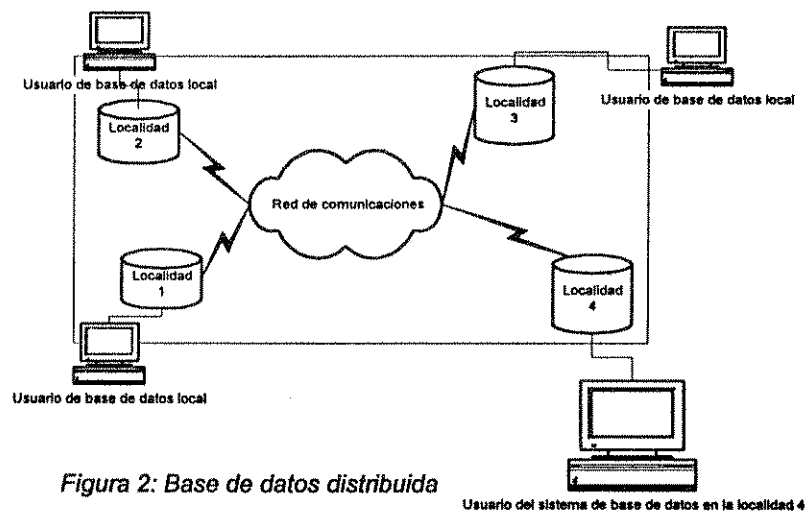 Usuario de base de datos local
Localidad
2
Localidad
3
Usuario de base de datos local
Red de comunicaciones
Localidad
1
Localidad
4
Usuario de base de datos local
Figura 2: Base de datos distribuida
Usuario del sistema de base de datos en la localidad 4